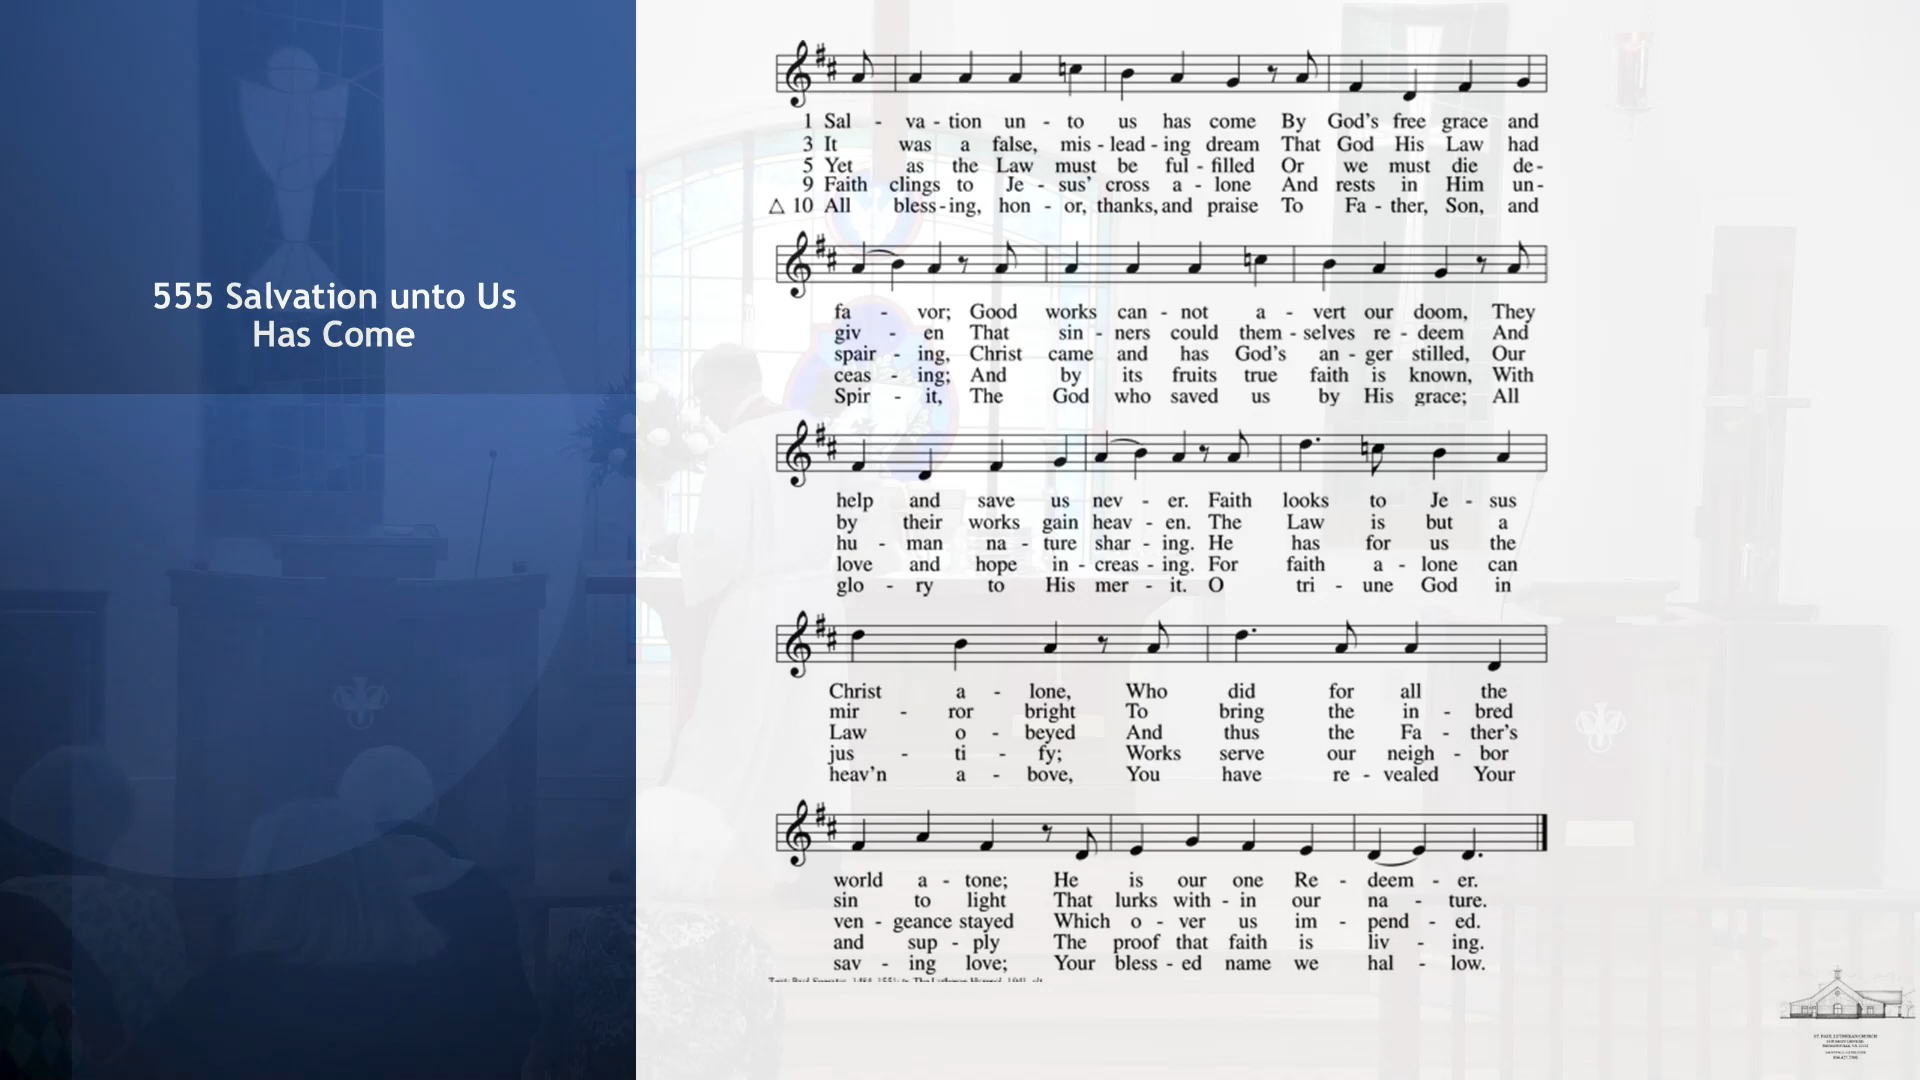 555 Salvation unto Us
Has Come
1 Sal - va - tion un - to us has come By God's free grace and
3 It was a false, mis - lead - ing dream That God His Law had
5 Yet as the Law must be ful - filled Or we must die de-
9 Faith clings to Je - sus' cross a - lone And rests in Him un-
△ 10 All bless - ing, hon - or, thanks, and praise To Fa - ther, Son, and
fa - vor; Good works can - not a - vert our doom, They
giv - en That sin - ners could them - selves re - deem And
spair - ing, Christ came and has God's an - ger stilled, Our
ceas - ing; And by its fruits true faith is known, With
Spir - it, The God who saved us by His grace; All
help and save us nev - er. Faith looks to Je - sus
by their works gain heav - en. The Law is but a
hu - man na - ture shar - ing. He has for us the
love and hope in - creas - ing. For faith a - lone can
glo - ry to His mer - it. O tri - une God in
Christ a - lone, Who did for all the
mir - ror bright To bring the in - bred
Law o - beyed And thus the Fa - ther's
jus - ti - fy; Works serve our neigh - bor
heav'n a - bove, You have re - vealed Your
world a - tone; He is our one Re - deem - er.
sin to light That lurks with - in our na - ture.
ven - geance stayed Which o - ver us im - pend - ed.
and sup - ply The proof that faith is liv - ing.
sav - ing love; Your bless - ed name we hal - low.
ST. PAUL LUTHERAN CHURCH